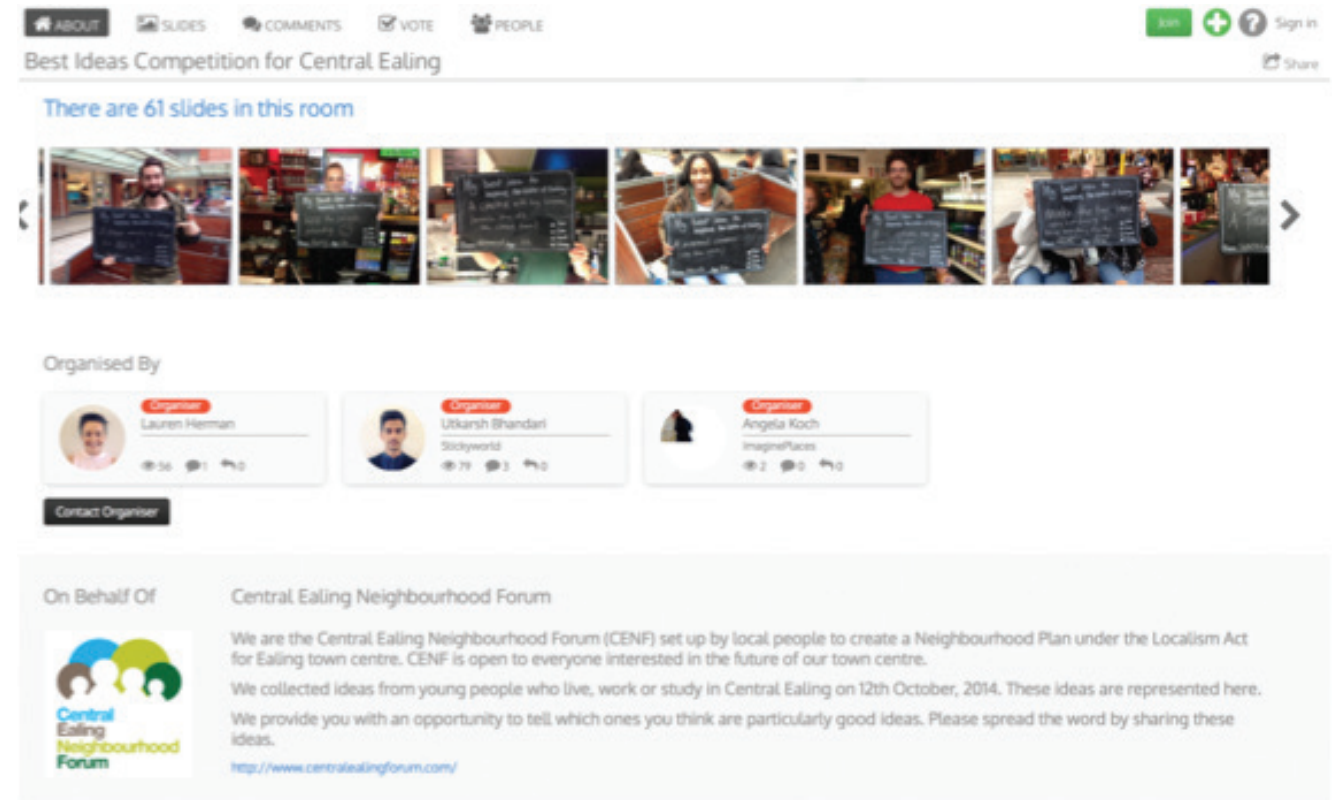 ABOUT SLIDES COMMENTS VOTE PEOPLE Join Sign in
Best Ideas Competition for Central Ealing Share
There are 61 slides in this room
Organised By
Organiser Organiser Organiser
Lauren Herman Utkarsh Bhandari Angela Koch
Stickyworld ImaginePlaces
56 1 0 79 3 0 2 0 0
Contact Organiser
On Behalf Of Central Ealing Neighbourhood Forum
We are the Central Ealing Neighbourhood Forum (CENF) set up by local people to create a Neighbourhood Plan under the Localism Act
for Ealing town centre. CENF is open to everyone interested in the future of our town centre.
We collected ideas from young people who live, work or study in Central Ealing on 12th October, 2014. These ideas are represented here.
We provide you with an opportunity to tell which ones you think are particularly good ideas. Please spread the word by sharing these
ideas.
http://www.centralealingforum.com/
Central
Ealing
Neighbourhood
Forum